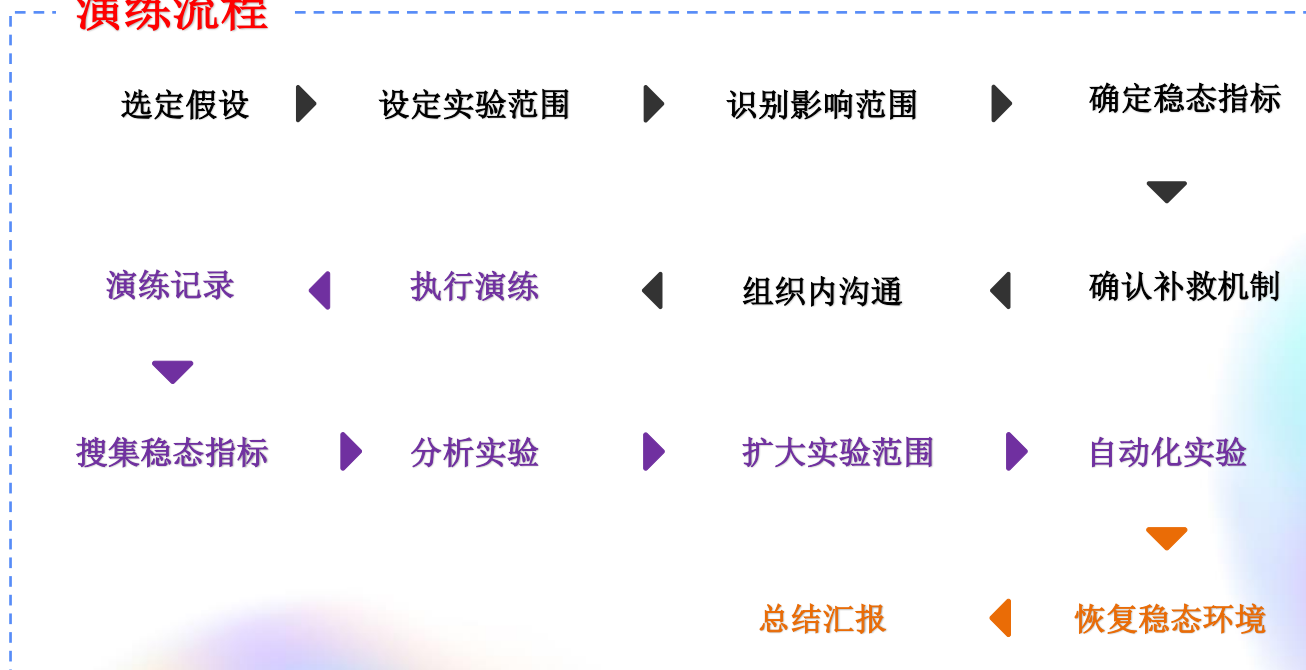 演练流程
选定假设 设定实验范围 识别影响范围 确定稳态指标
演练记录 执行演练 组织内沟通 确认补救机制
搜集稳态指标 分析实验 扩大实验范围 自动化实验
总结汇报 恢复稳态环境